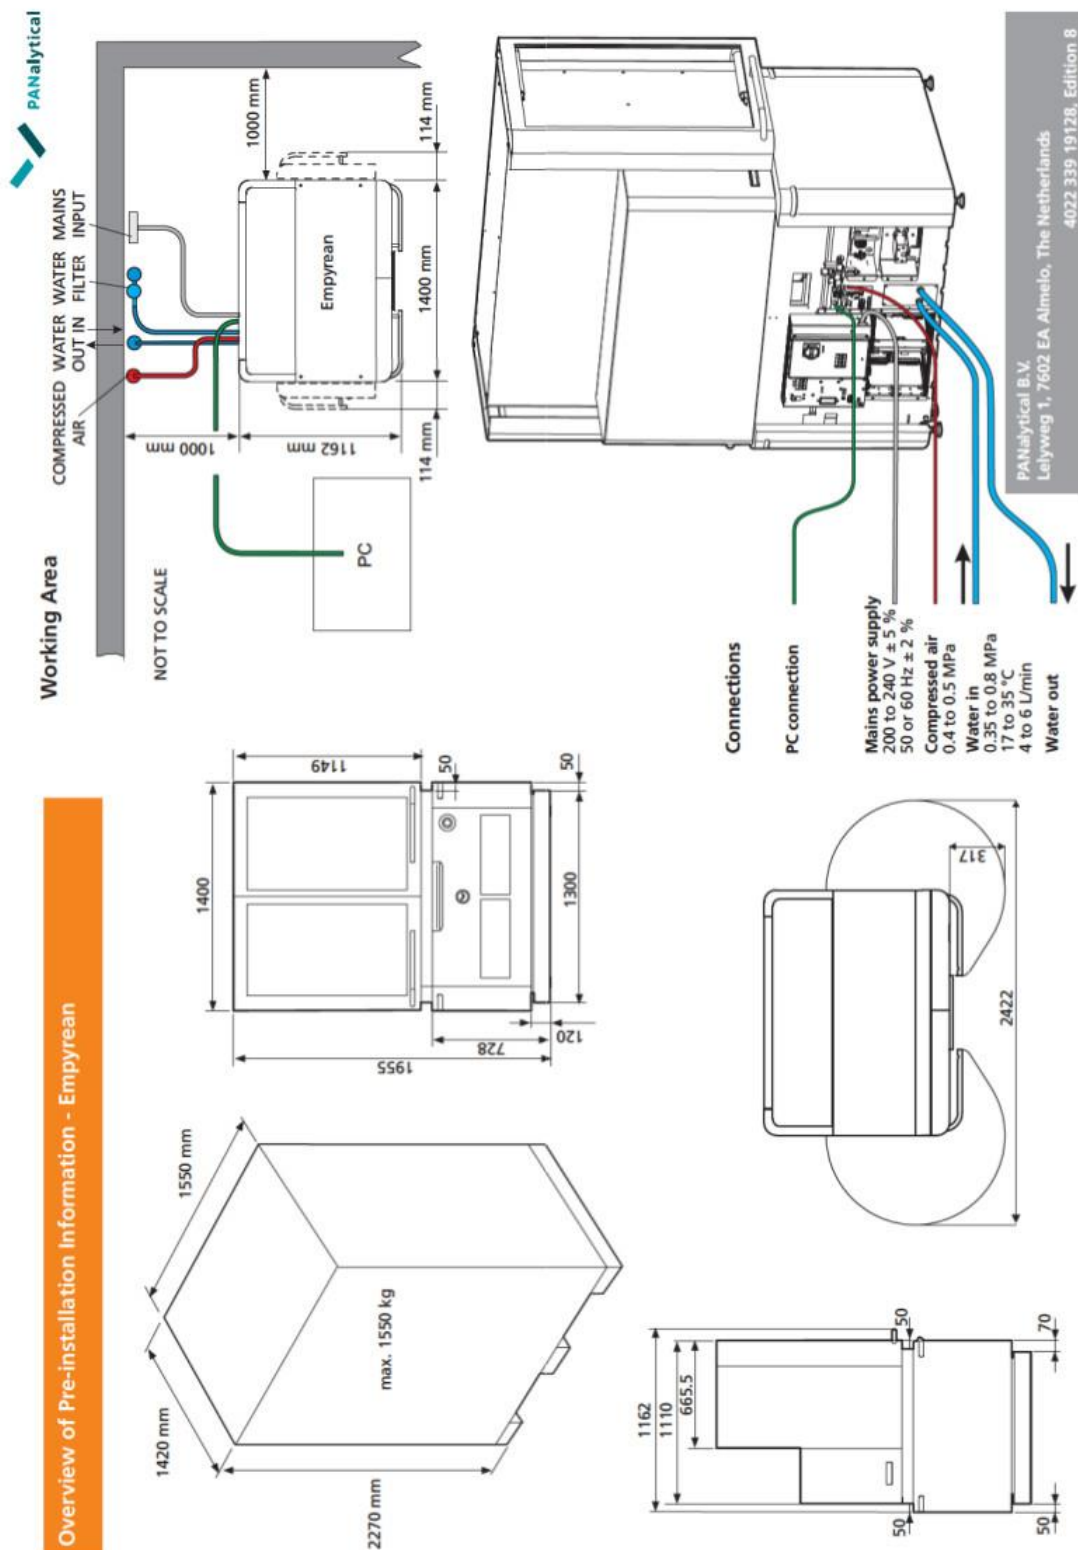 Overview of Pre-installation Information - Empyrean
PANalytical
1420 mm
1550 mm
2270 mm
max. 1550 kg
1400
1149
1955
728
120
50
1300
50
Working Area
NOT TO SCALE
COMPRESSED AIR
WATER OUT
WATER IN
WATER FILTER
MAINS INPUT
1000 mm
1000 mm
1162 mm
114 mm
1400 mm
114 mm
Empyrean
PC
1162
1110
665.5
50
50
50
70
317
2422
Connections
PC connection
Mains power supply
200 to 240 V ± 5 %
50 or 60 Hz ± 2 %
Compressed air
0.4 to 0.5 MPa
Water in
0.35 to 0.8 MPa
17 to 35 °C
4 to 6 L/min
Water out
PANalytical B.V.
Lelyweg 1, 7602 EA Almelo, The Netherlands
4022 339 19128, Edition 8